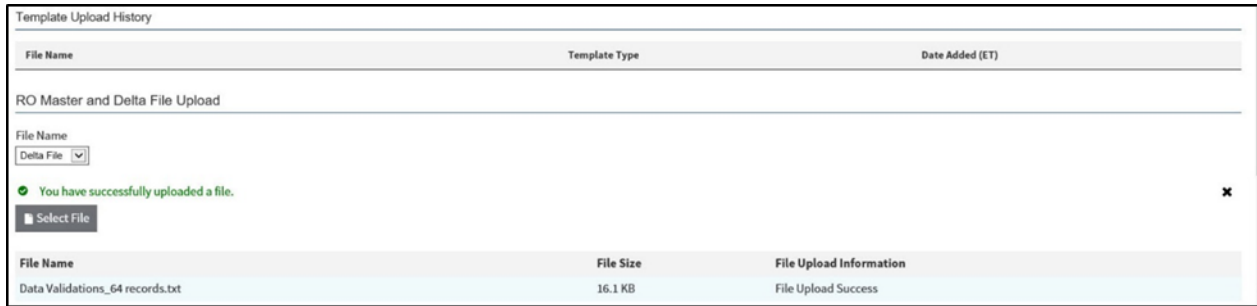 Template Upload History
File Name Template Type Date Added (ET)
RO Master and Delta File Upload
File Name
Delta File
You have successfully uploaded a file.
Select File
File Name File Size File Upload Information
Data Validations_64 records.txt 16.1 KB File Upload Success